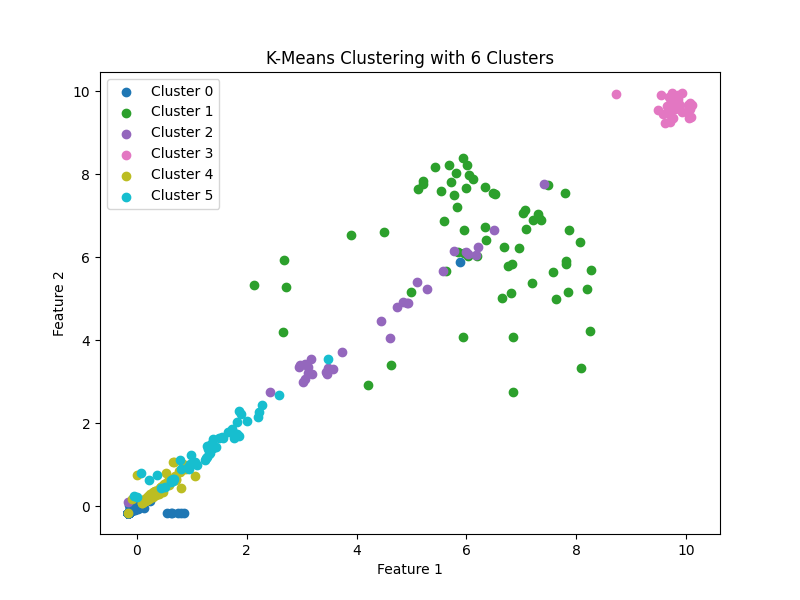 K-Means Clustering with 6 Clusters
Cluster 0
Cluster 1
Cluster 2
Cluster 3
Cluster 4
Cluster 5
10
8
6
4
2
0
Feature 2
0 2 4 6 8 10
Feature 1